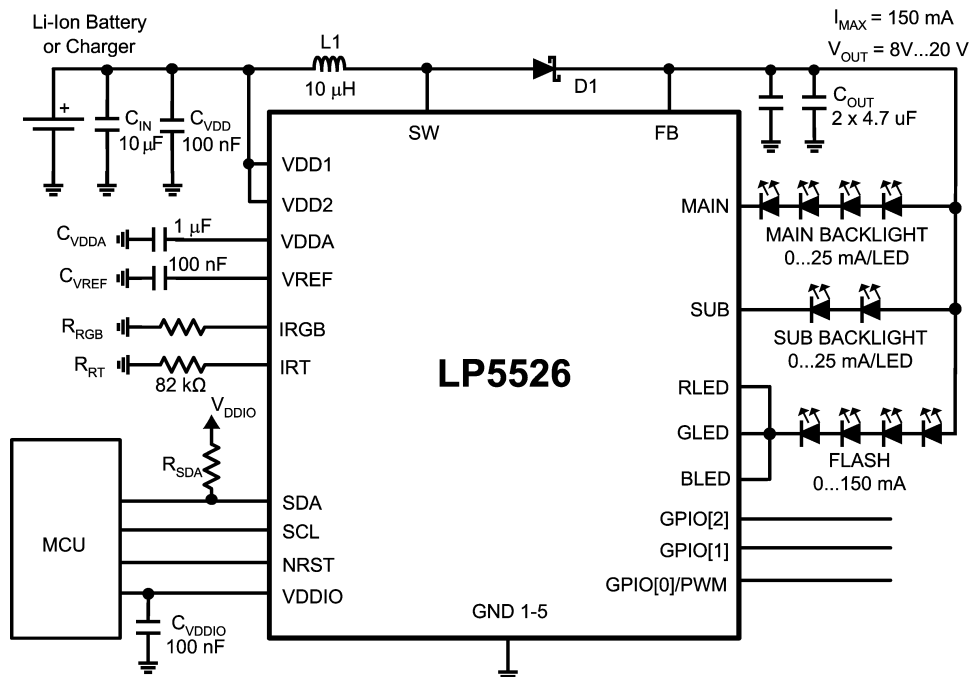 Li-Ion Battery
or Charger
L1
10 µH
D1
I_MAX = 150 mA
V_OUT = 8V...20 V
+
C_IN
10 µF
C_VDD
100 nF
C_OUT
2 x 4.7 uF
SW
FB
VDD1
VDD2
C_VDDA
1 µF
VDDA
C_VREF
100 nF
VREF
R_RGB
IRGB
R_RT
82 kΩ
IRT
LP5526
MAIN
MAIN BACKLIGHT
0...25 mA/LED
SUB
SUB BACKLIGHT
0...25 mA/LED
RLED
GLED
BLED
FLASH
0...150 mA
V_DDIO
R_SDA
MCU
SDA
SCL
NRST
VDDIO
C_VDDIO
100 nF
GPIO[2]
GPIO[1]
GPIO[0]/PWM
GND 1-5